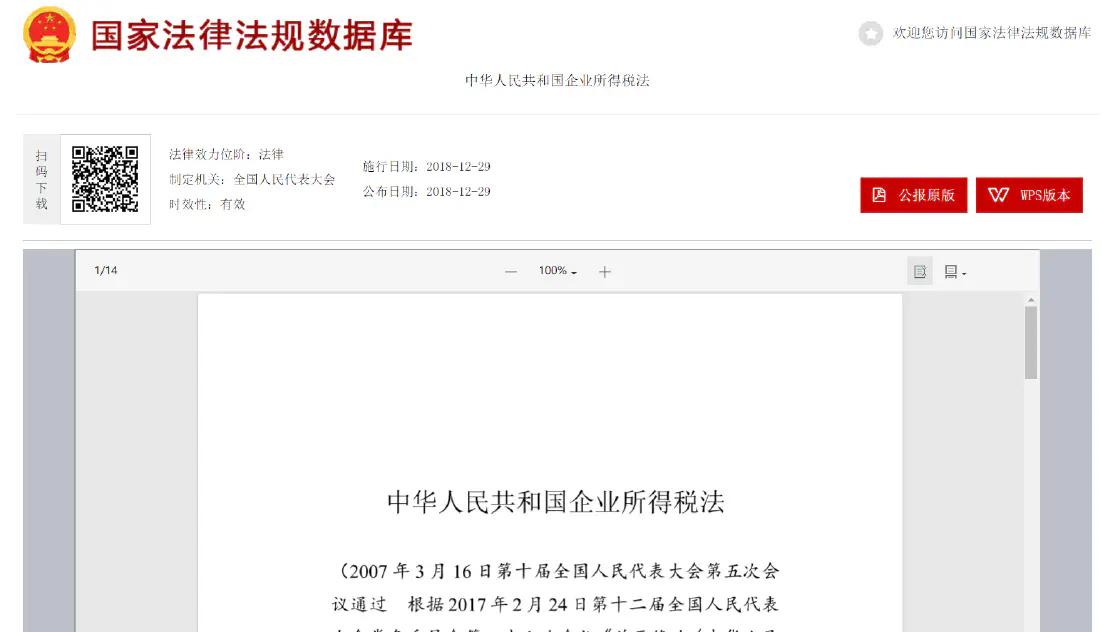 国家法律法规数据库
欢迎您访问国家法律法规数据库
中华人民共和国企业所得税法
扫码下载
法律效力位阶：法律
制定机关：全国人民代表大会
时效性：有效
施行日期：2018-12-29
公布日期：2018-12-29
公报原版
WPS版本
1/14
100%
中华人民共和国企业所得税法
（2007 年 3 月 16 日第十届全国人民代表大会第五次会
议通过　根据 2017 年 2 月 24 日第十二届全国人民代表